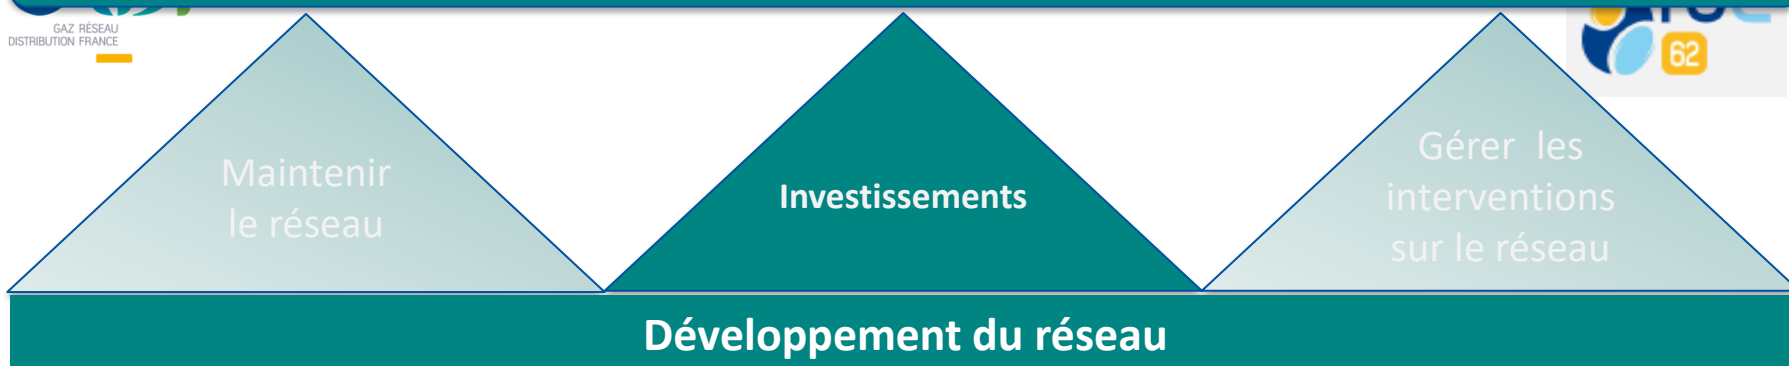 GAZ RÉSEAU
DISTRIBUTION FRANCE
62
Maintenir
le réseau
Investissements
Gérer les
interventions
sur le réseau
Développement du réseau